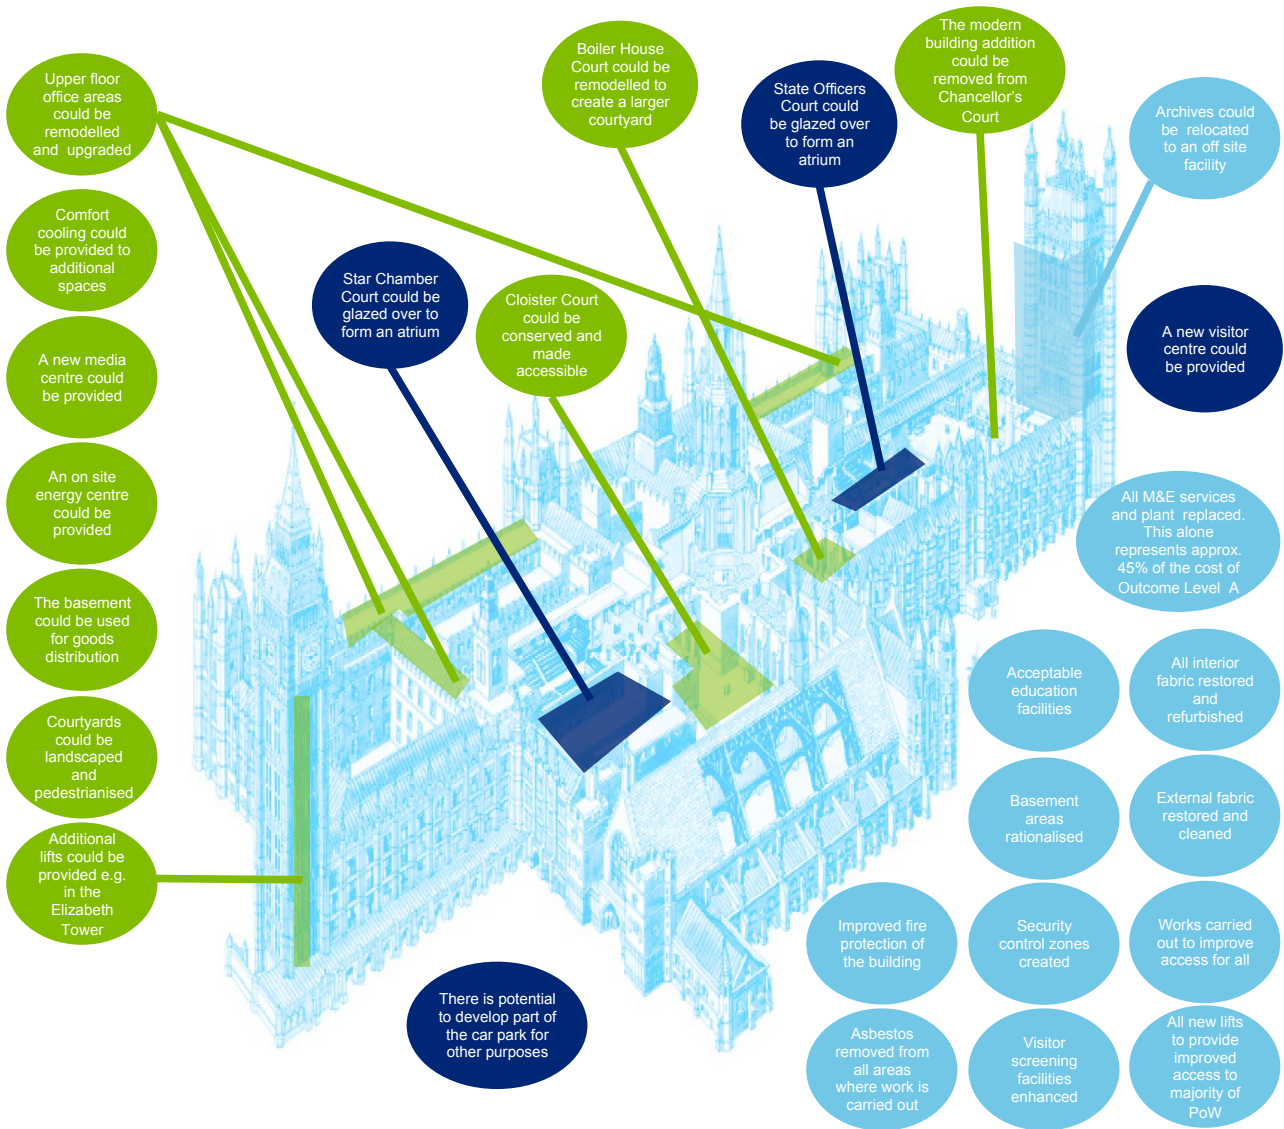 Upper floor
office areas
could be
remodelled
and upgraded
Comfort
cooling could
be provided to
additional
spaces
A new media
centre could
be provided
An on site
energy centre
could be
provided
The basement
could be used
for goods
distribution
Courtyards
could be
landscaped
and
pedestrianised
Additional
lifts could be
provided e.g.
in the
Elizabeth
Tower
Star Chamber
Court could be
glazed over to
form an atrium
Cloister Court
could be
conserved and
made
accessible
Boiler House
Court could be
remodelled to
create a larger
courtyard
State Officers
Court could
be glazed over
to form an
atrium
The modern
building addition
could be
removed from
Chancellor's
Court
Archives could
be relocated
to an off site
facility
A new visitor
centre could
be provided
All M&E services
and plant replaced.
This alone
represents approx.
45% of the cost of
Outcome Level A
Acceptable
education
facilities
All interior
fabric restored
and
refurbished
Basement
areas
rationalised
External fabric
restored and
cleaned
Improved fire
protection of
the building
Security
control zones
created
Works carried
out to improve
access for all
There is potential
to develop part of
the car park for
other purposes
Asbestos
removed from
all areas
where work is
carried out
Visitor
screening
facilities
enhanced
All new lifts
to provide
improved
access to
majority of
PoW